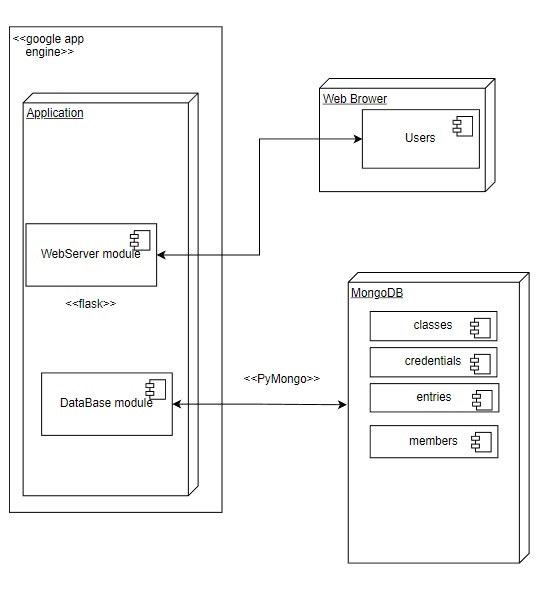 <<google app
engine>>
Application
WebServer module
<<flask>>
DataBase module
Web Brower
Users
<<PyMongo>>
MongoDB
classes
credentials
entries
members